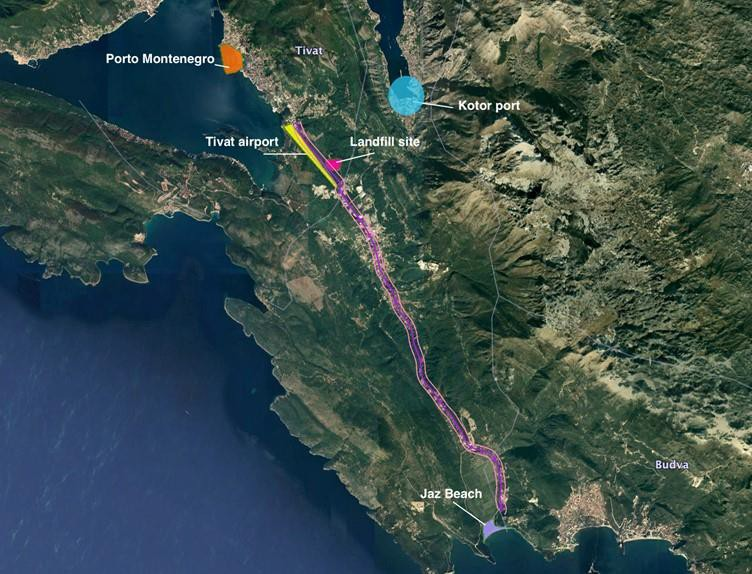 Tivat
Porto Montenegro
Kotor port
Tivat airport
Landfill site
Budva
Jaz Beach